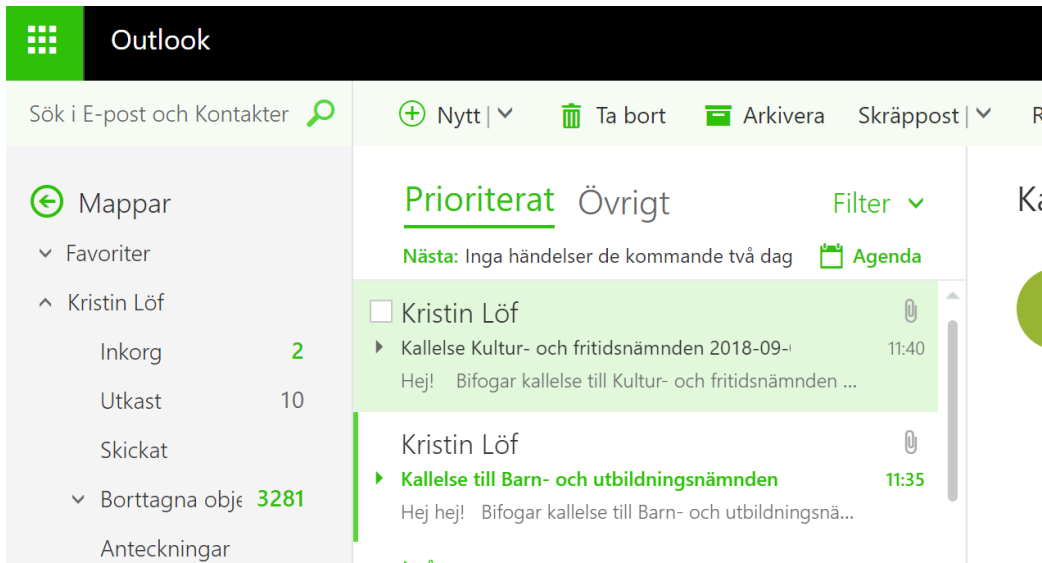 Outlook
Sök i E-post och Kontakter
Nytt | Ta bort Arkivera Skräppost |
Mappar
Favoriter
Kristin Löf
Inkorg 2
Utkast 10
Skickat
Borttagna obje 3281
Anteckningar
Prioriterat Övrigt Filter
Nästa: Inga händelser de kommande två dag Agenda
Kristin Löf
Kallelse Kultur- och fritidsnämnden 2018-09- 11:40
Hej! Bifogar kallelse till Kultur- och fritidsnämnden ...
Kristin Löf
Kallelse till Barn- och utbildningsnämnden 11:35
Hej hej! Bifogar kallelse till Barn- och utbildningsnä...